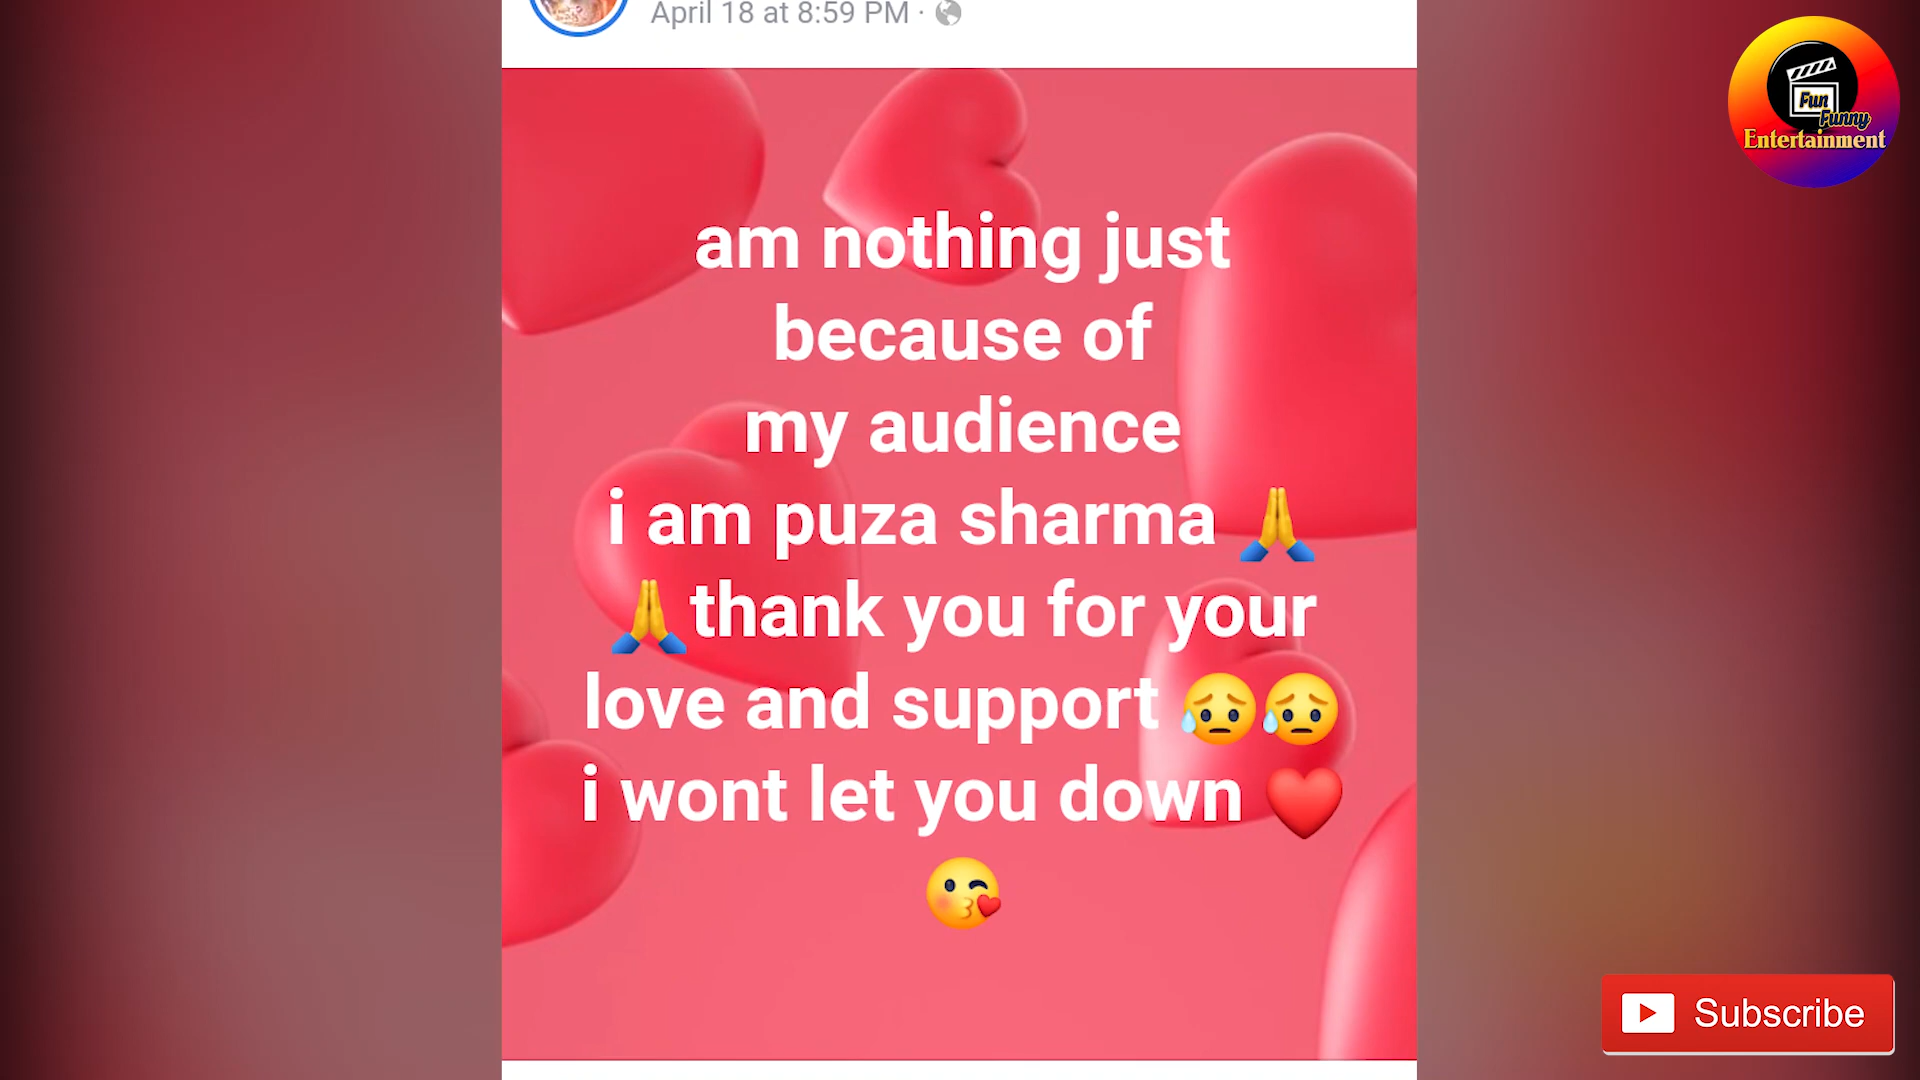 April 18 at 8:59 PM ·
Fun
Funny
Entertainment
am nothing just
because of
my audience
i am puza sharma 🙏
🙏thank you for your
love and support 😥😥
i wont let you down ❤️
😘
Subscribe